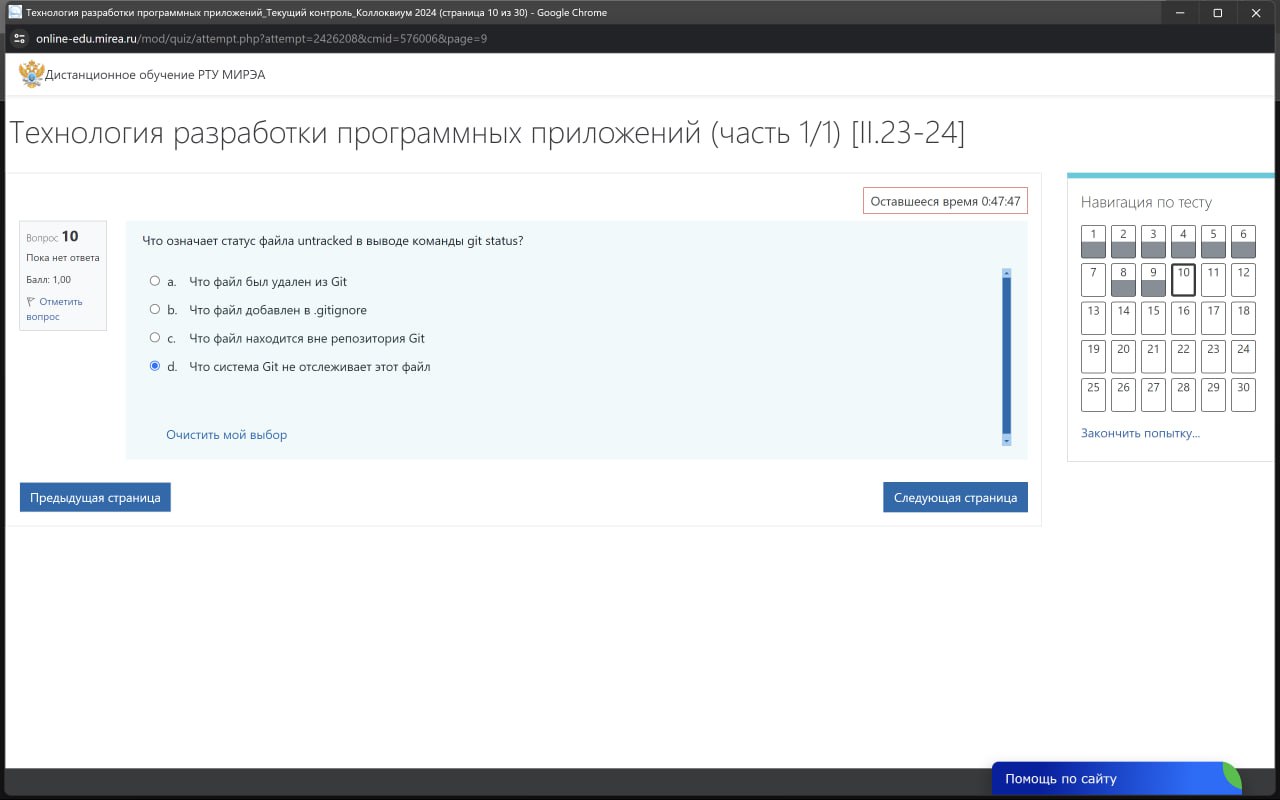 Технология разработки программных приложений_Текущий контроль_Коллоквиум 2024 (страница 10 из 30) - Google Chrome
online-edu.mirea.ru/mod/quiz/attempt.php?attempt=2426208&cmid=576006&page=9
Дистанционное обучение РТУ МИРЭА
Технология разработки программных приложений (часть 1/1) [II.23-24]
Оставшееся время 0:47:47
Вопрос 10
Пока нет ответа
Балл: 1,00
Отметить
вопрос
Что означает статус файла untracked в выводе команды git status?
a. Что файл был удален из Git
b. Что файл добавлен в .gitignore
c. Что файл находится вне репозитория Git
d. Что система Git не отслеживает этот файл
Очистить мой выбор
Предыдущая страница
Следующая страница
Навигация по тесту
1 2 3 4 5 6
7 8 9 10 11 12
13 14 15 16 17 18
19 20 21 22 23 24
25 26 27 28 29 30
Закончить попытку...
Помощь по сайту